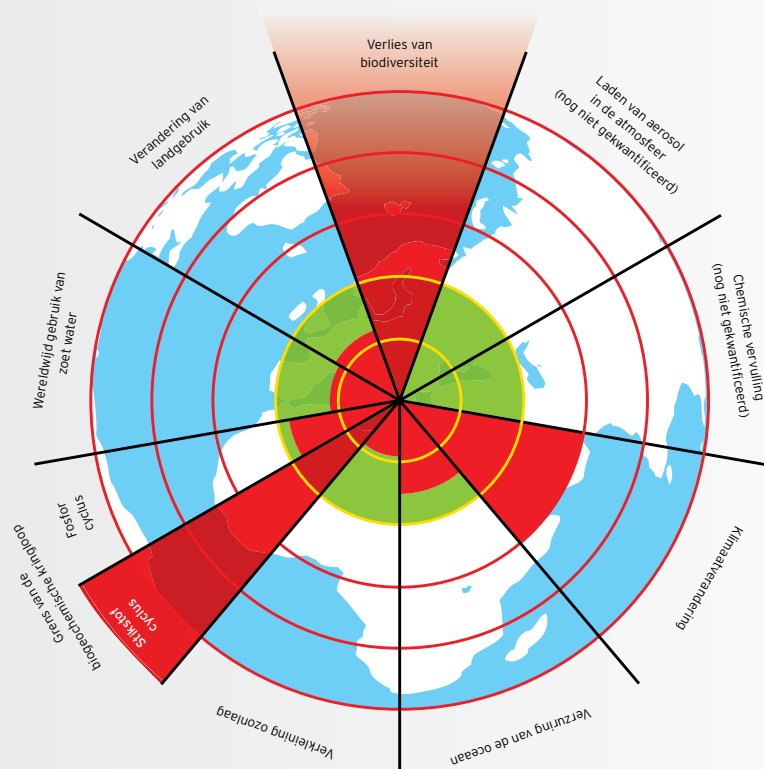 Verlies van
biodiversiteit
Laden van aerosol
in de atmosfeer
(nog niet gekwantificeerd)
Chemische vervulling
(nog niet gekwantificeerd)
Klimaatverandering
Verzuring van de oceaan
Verkleining ozonlaag
Stikstof
cyclus
Grens van de
biogeochemische kringloop
Fosfor
cyclus
Wereldwijd gebruik van
zoet water
Verandering van
landgebruik